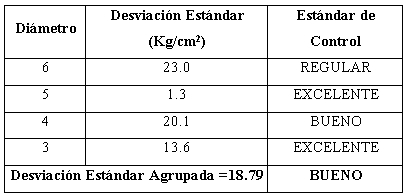 Diámetro Desviación Estándar (Kg/cm²) Estándar de Control
6 23.0 REGULAR
5 1.3 EXCELENTE
4 20.1 BUENO
3 13.6 EXCELENTE
Desviación Estándar Agrupada =18.79 BUENO